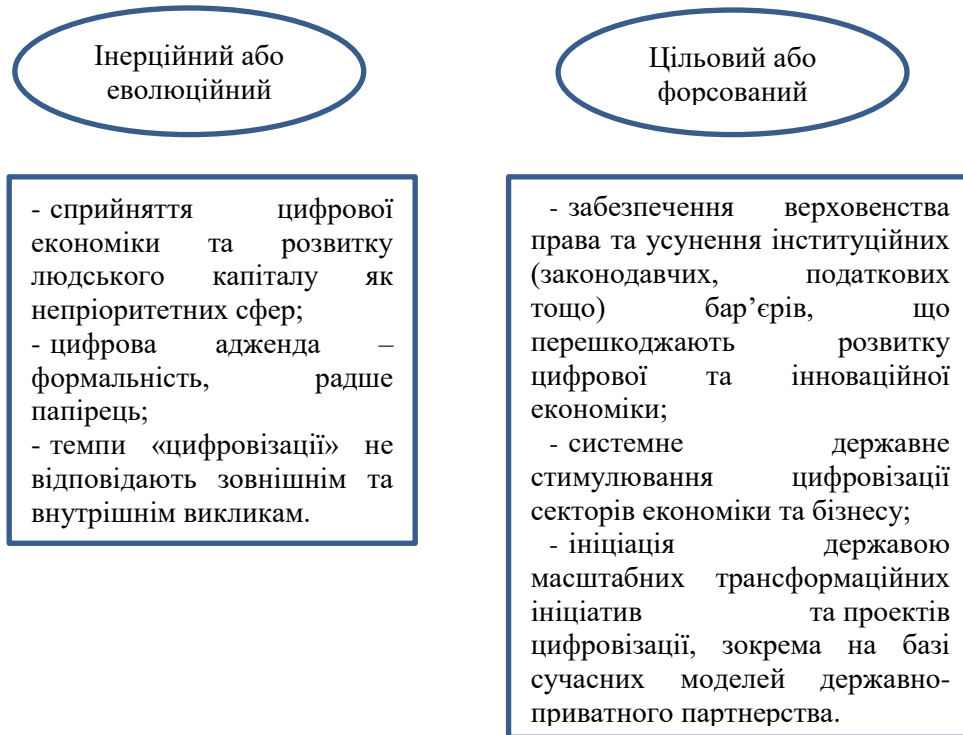 Інерційний або
еволюційний
Цільовий або
форсований
- сприйняття цифрової
економіки та розвитку
людського капіталу як
непріоритетних сфер;
- цифрова адженда –
формальність, радше
папірець;
- темпи «цифровізації» не
відповідають зовнішнім та
внутрішнім викликам.
- забезпечення верховенства
права та усунення інституційних
(законодавчих, податкових
тощо) бар’єрів, що
перешкоджають розвитку
цифрової та інноваційної
економіки;
- системне державне
стимулювання цифровізації
секторів економіки та бізнесу;
- ініціація державою
масштабних трансформаційних
ініціатив та проектів
цифровізації, зокрема на базі
сучасних моделей державно-
приватного партнерства.